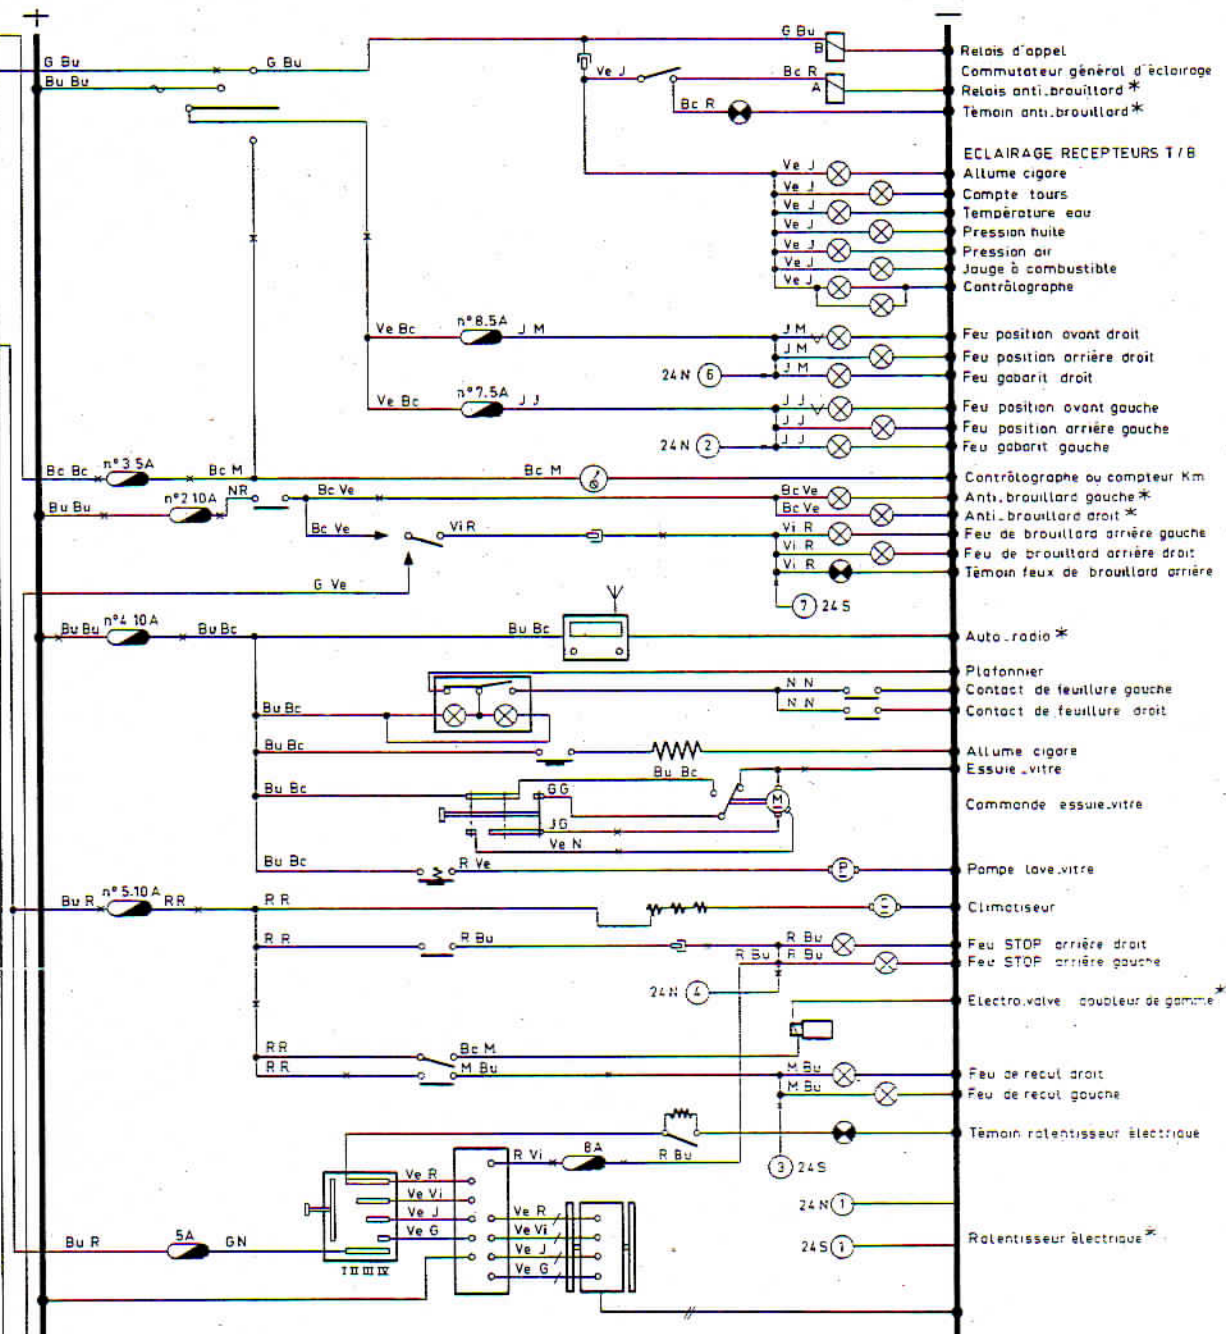 + −
G Bu G Bu G Bu B Relais d'appel
Ve J Bc R Commutateur général d'éclairage
Bu Bu A Relais anti.brouillard *
Bc R Témoin anti.brouillard *
ECLAIRAGE RECEPTEURS T/B
Ve J Allume cigare
Ve J Compte tours
Ve J Température eau
Ve J Pression huile
Ve J Pression air
Ve J Jauge à combustible
Ve J Contrôlographe
Ve Bc n°8.5A J M J M Feu position avant droit
J M Feu position arrière droit
24 N 6 J M Feu gabarit droit
Ve Bc n°7.5A J J J J Feu position avant gauche
J J Feu position arrière gauche
24 N 2 J J Feu gabarit gauche
Bc Bc n°3 5A Bc M Bc M Contrôlographe ou compteur Km
NR Bc Ve Bc Ve Anti.brouillard gauche *
Bu Bu n°2 10A Bc Ve Anti.brouillard droit *
Bc Ve Vi R Vi R Feu de brouillard arrière gauche
Vi R Feu de brouillard arrière droit
G Ve Vi R Témoin feux de brouillard arrière
7 24 S
Bu Bu n°4 10A Bu Bc Bu Bc Auto.radio *
Plafonnier
N N Contact de feuillure gauche
Bu Bc N N Contact de feuillure droit
Bu Bc Allume cigare
Bu Bc Essuie.vitre
Bu Bc GG M Commande essuie.vitre
JG
Ve N
Bu Bc R Ve P Pompe lave.vitre
Bu R n°5.10A RR R R Climatiseur
R R R Bu R Bu Feu STOP arrière droit
R Bu R Bu Feu STOP arrière gauche
24 N 4
Electro.valve doubleur de gamme *
R R Bc M
R R M Bu M Bu Feu de recul droit
M Bu Feu de recul gauche
Témoin ralentisseur électrique
R Vi 8A R Bu 3 24 S
Ve R
Ve Vi
Ve J
Ve G
24 N 1
Ve R
Ve Vi
Ve J
Ve G
Bu R 5A GN 24 S 1 Ralentisseur électrique *
I II III IV